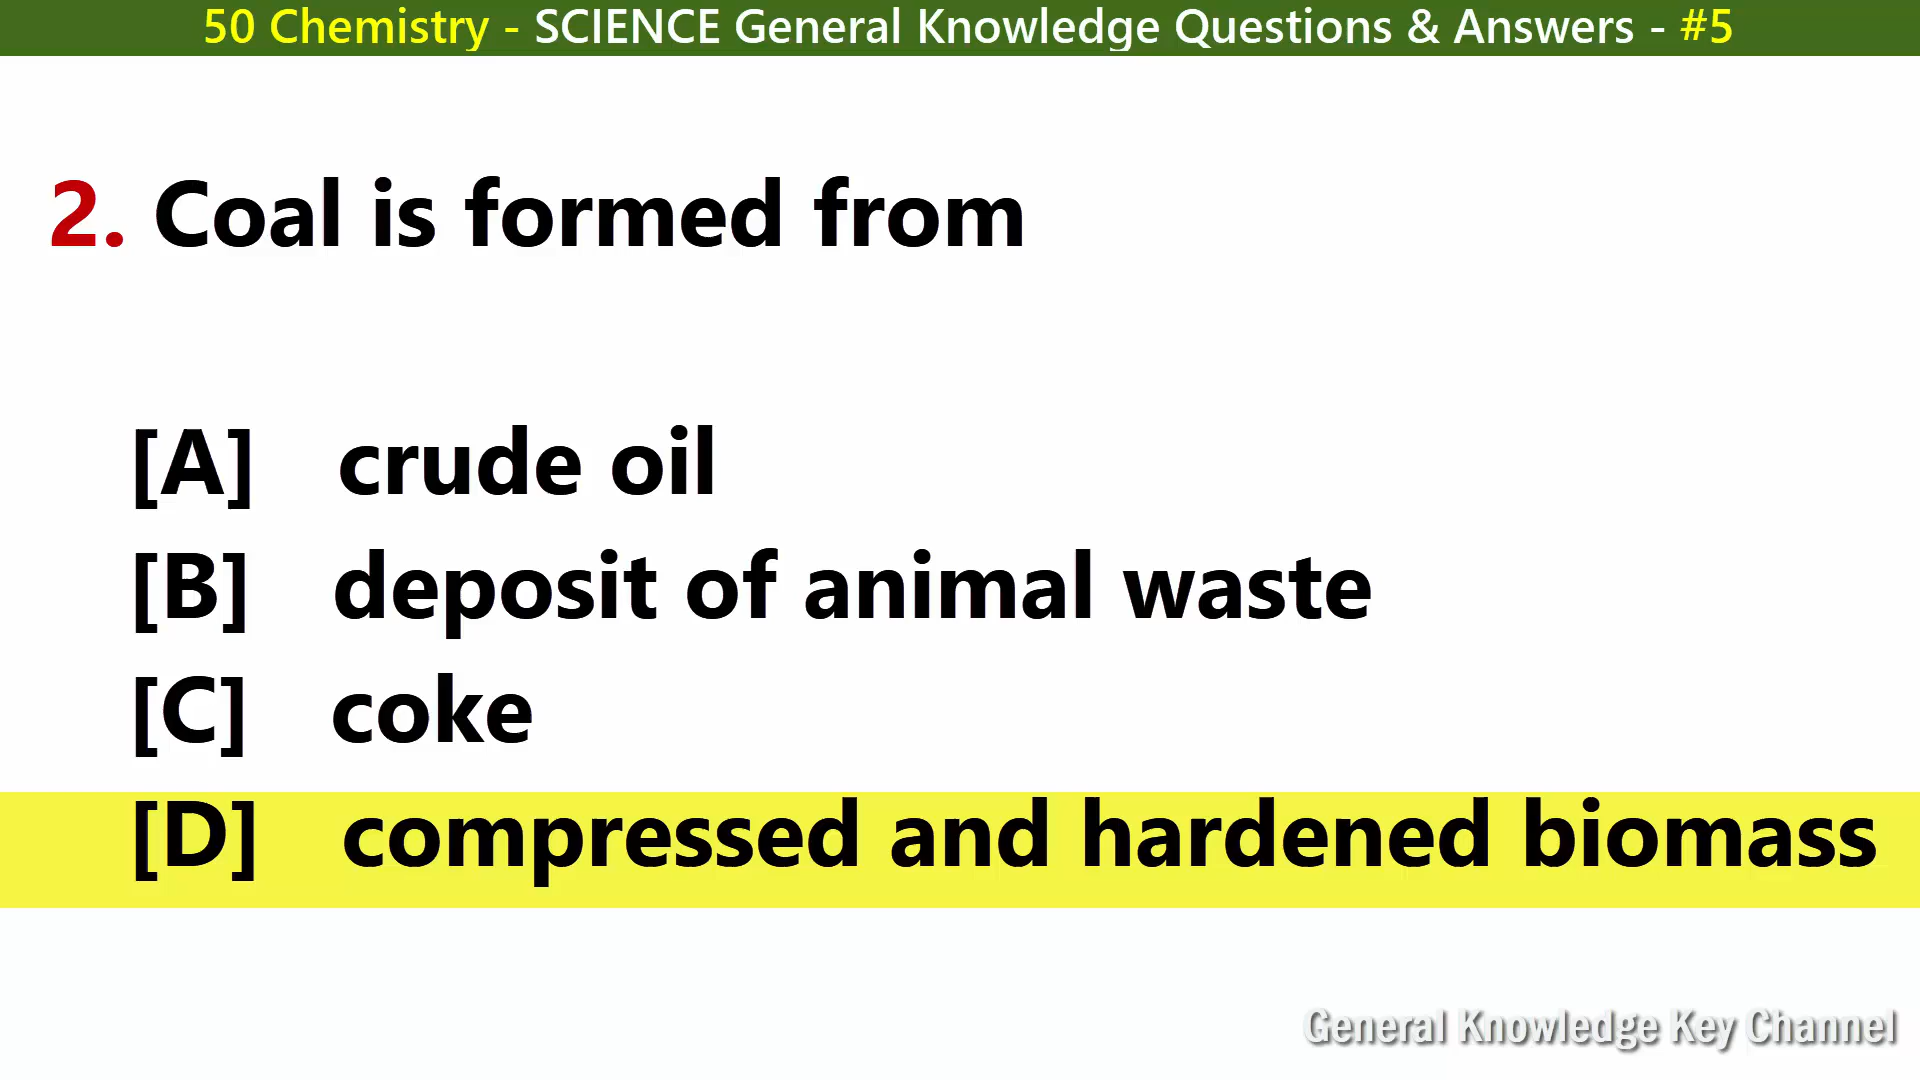 50 Chemistry - SCIENCE General Knowledge Questions & Answers - #5
2. Coal is formed from
[A] crude oil
[B] deposit of animal waste
[C] coke
[D] compressed and hardened biomass
General Knowledge Key Channel